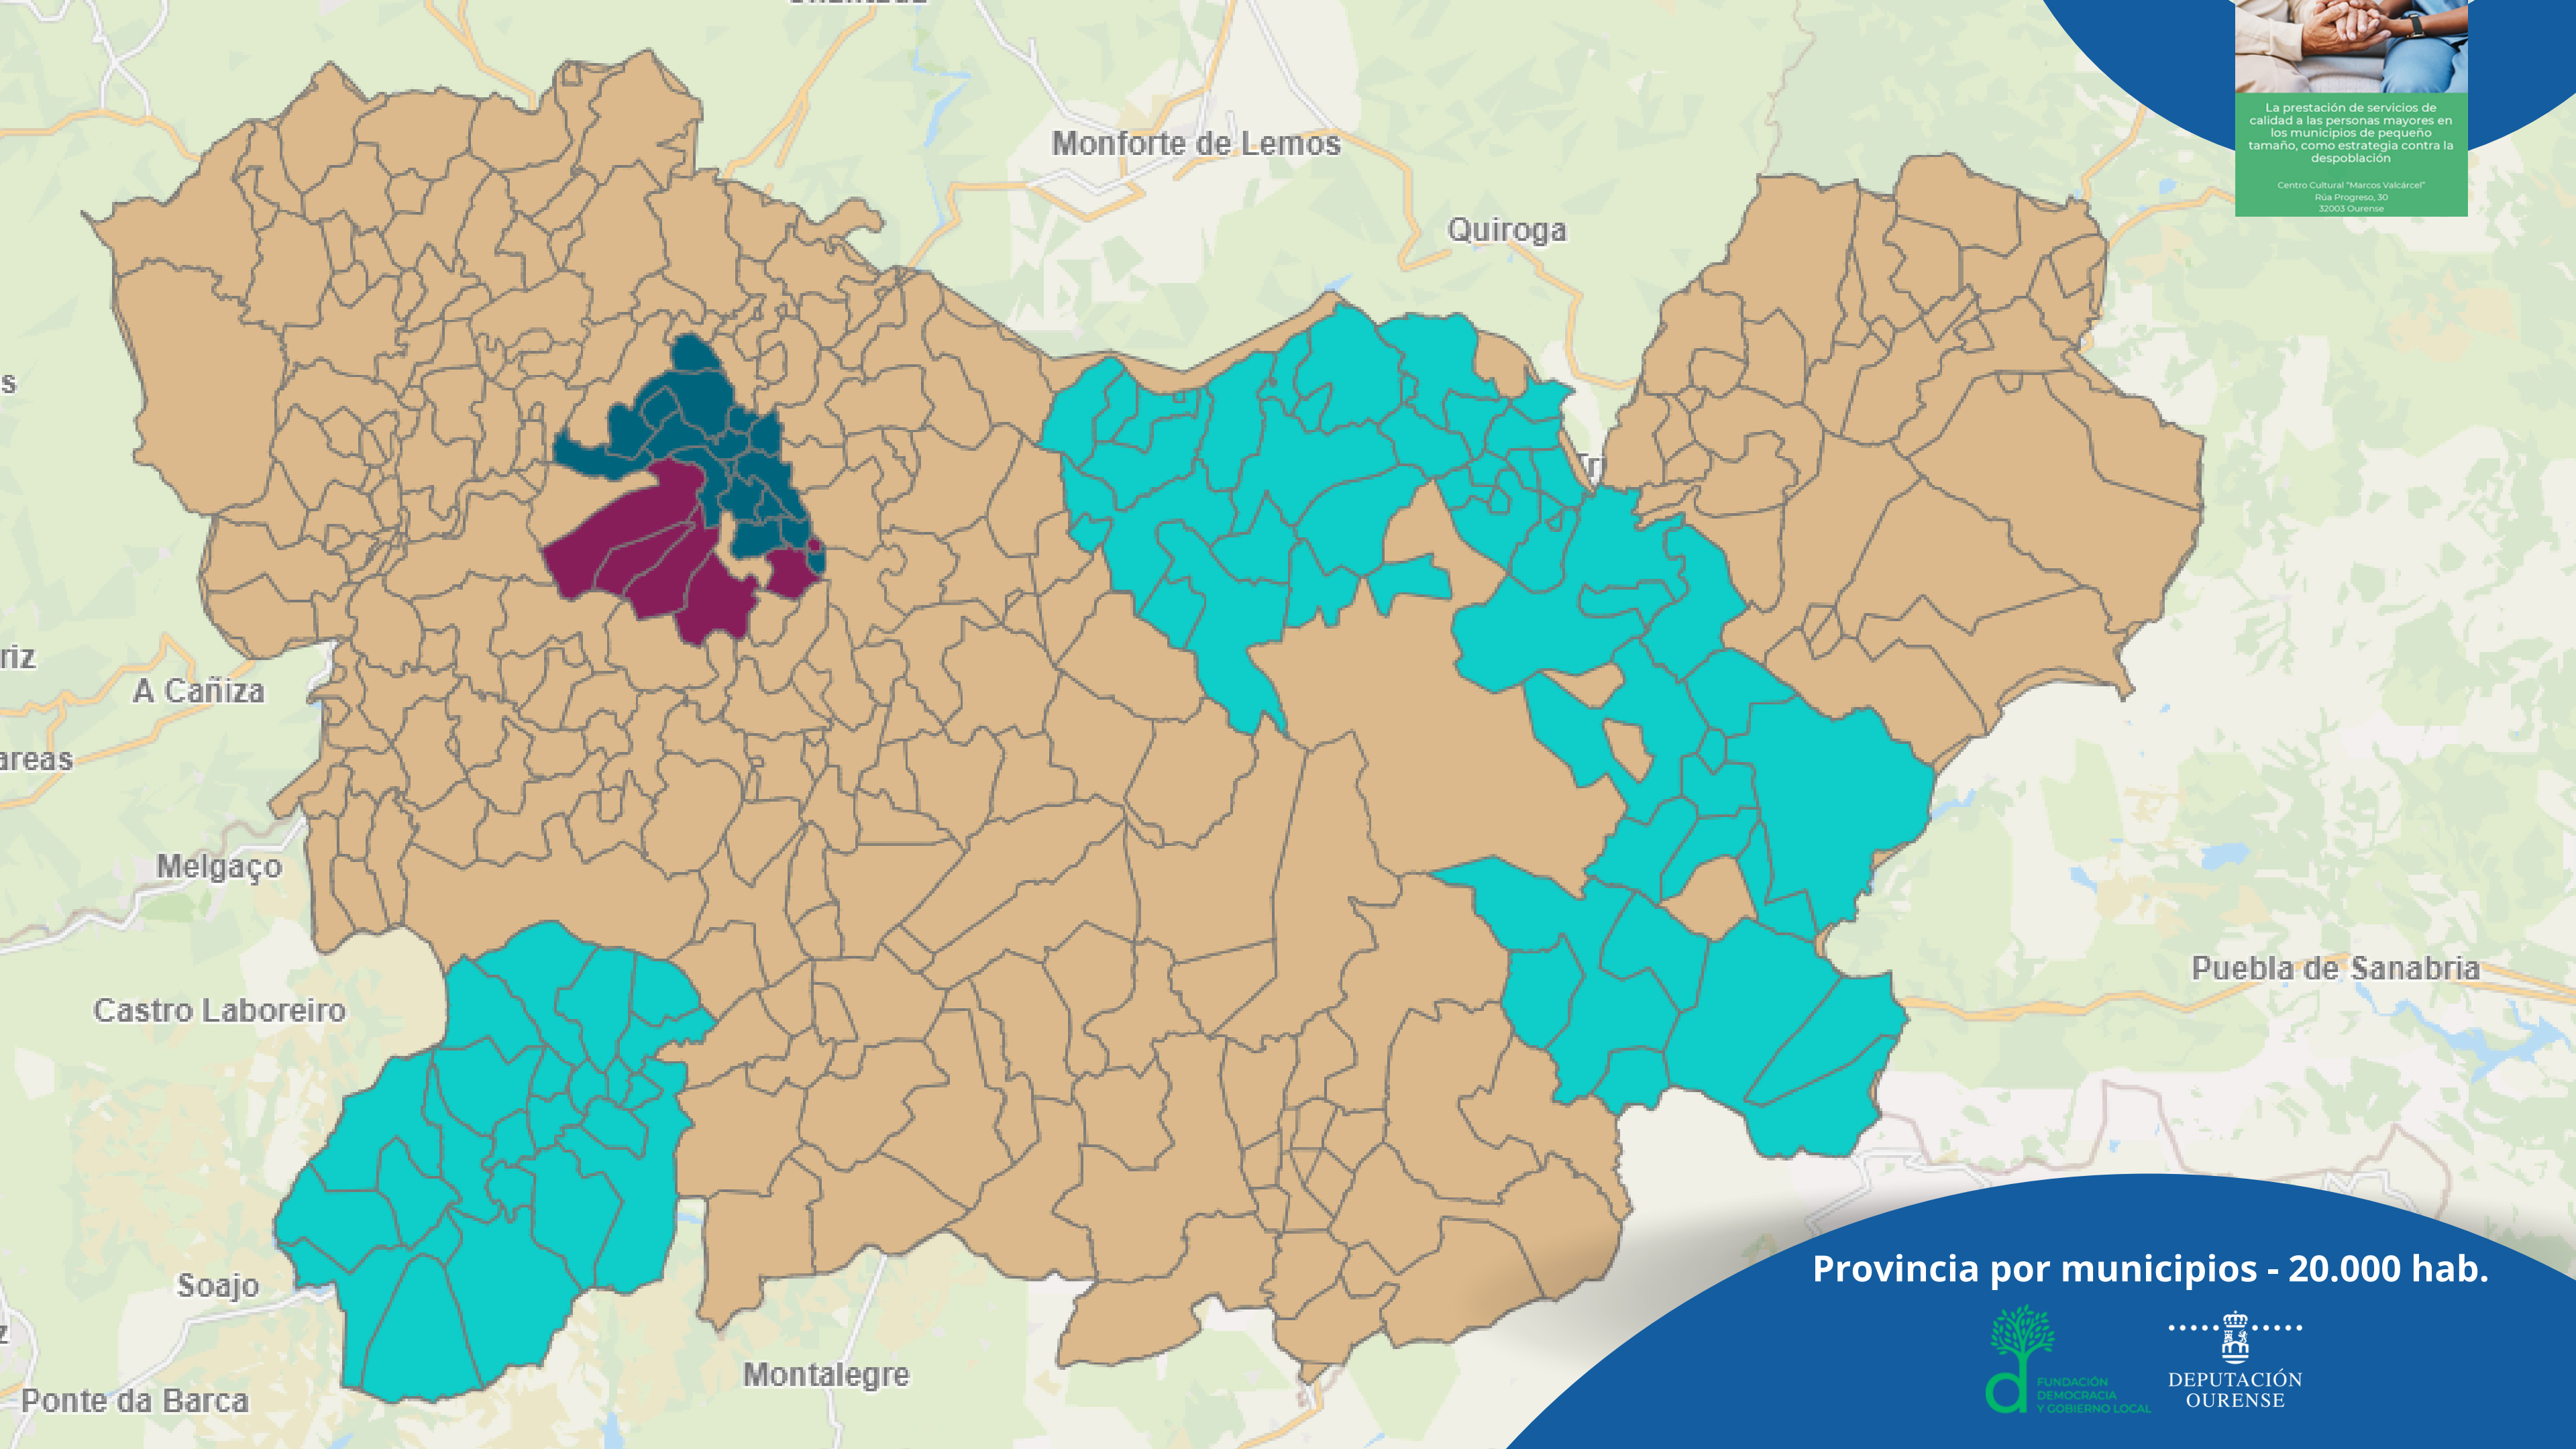 Monforte de Lemos
Quiroga
La prestación de servicios de
calidad a las personas mayores en
los municipios de pequeño
tamaño, como estrategia contra la
despoblación
Centro Cultural "Marcos Valcárcel"
Rúa Progreso, 30
32003 Ourense
s
Tri
riz
A Cañiza
areas
Melgaço
Castro Laboreiro
Puebla de Sanabria
Soajo
z
Montalegre
Ponte da Barca
Provincia por municipios - 20.000 hab.
FUNDACIÓN
DEMOCRACIA
Y GOBIERNO LOCAL
DEPUTACIÓN
OURENSE